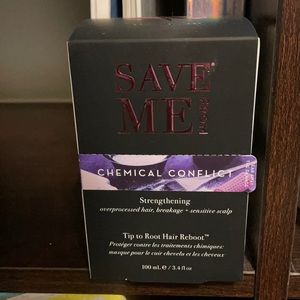 SAVE
ME
CHEMICAL CONFLICT
Strengthening
overprocessed hair, breakage + sensitive scalp
Tip to Root Hair Reboot™
Protéger contre les traitements chimiques:
masque pour le cuir chevelu et les cheveux
100 mL / 3.4 fl oz